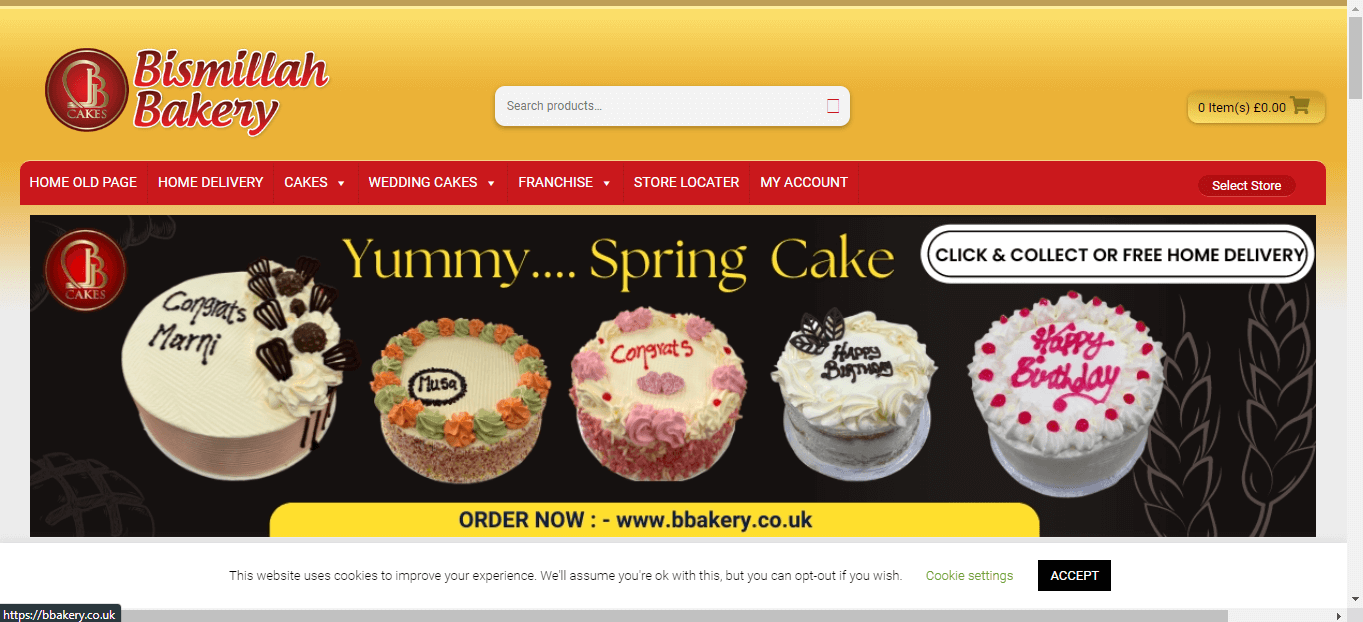 Bismillah
Bakery
JB
CAKES
Search products...
0 Item(s) £0.00
HOME OLD PAGE HOME DELIVERY CAKES WEDDING CAKES FRANCHISE STORE LOCATER MY ACCOUNT
Select Store
JB
CAKES
Yummy.... Spring Cake
CLICK & COLLECT OR FREE HOME DELIVERY
Congrats
Marni
Musa
Congrats
HAPPY
BIRTHDAY
Happy
Birthday
ORDER NOW : - www.bbakery.co.uk
This website uses cookies to improve your experience. We'll assume you're ok with this, but you can opt-out if you wish. Cookie settings ACCEPT
https://bbakery.co.uk